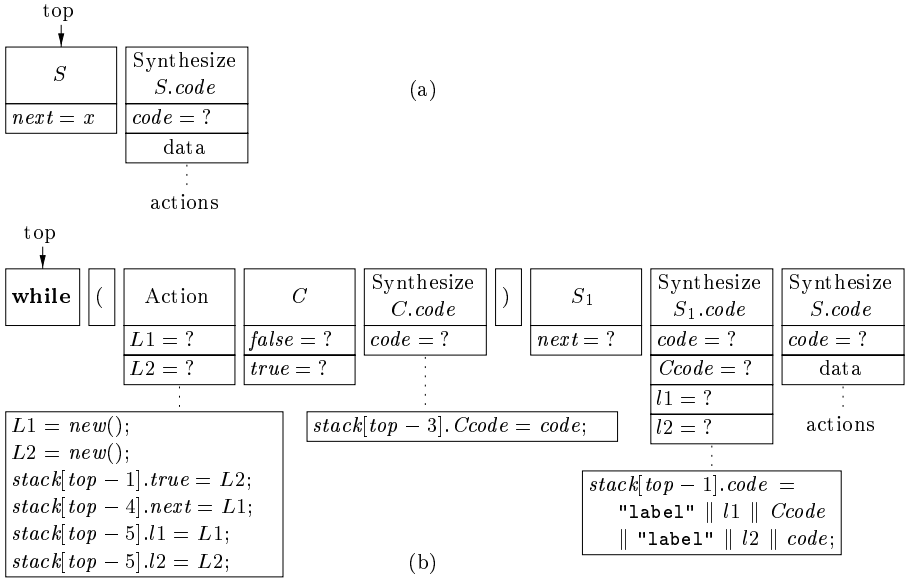 top
S
next = x
Synthesize
S.code
code = ?
data
actions
(a)
top
while
(
Action
L1 = ?
L2 = ?
C
false = ?
true = ?
Synthesize
C.code
code = ?
)
S1
next = ?
Synthesize
S1.code
code = ?
Ccode = ?
l1 = ?
l2 = ?
Synthesize
S.code
code = ?
data
actions
L1 = new();
L2 = new();
stack[top − 1].true = L2;
stack[top − 4].next = L1;
stack[top − 5].l1 = L1;
stack[top − 5].l2 = L2;
stack[top − 3].Ccode = code;
stack[top − 1].code =
"label" ∥ l1 ∥ Ccode
∥ "label" ∥ l2 ∥ code;
(b)